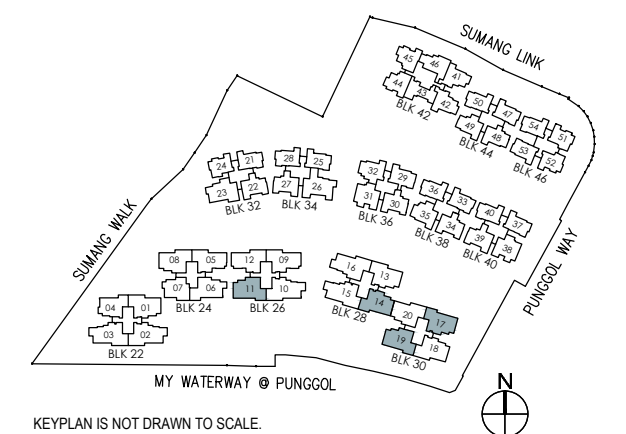 SUMANG LINK
45 46 41
44 43 42
BLK 42
50 47
49 48
BLK 44
54 51
53 52
BLK 46
24 21
23 22
BLK 32
28 25
27 26
BLK 34
32 29
31 30
BLK 36
36 33
35 34
BLK 38
40 37
39 38
BLK 40
SUMANG WALK
PUNGGOL WAY
08 05
07 06
BLK 24
12 09
11 10
BLK 26
16 13
15 14
BLK 28
20 17
19 18
BLK 30
04 01
03 02
BLK 22
MY WATERWAY @ PUNGGOL
N
KEYPLAN IS NOT DRAWN TO SCALE.